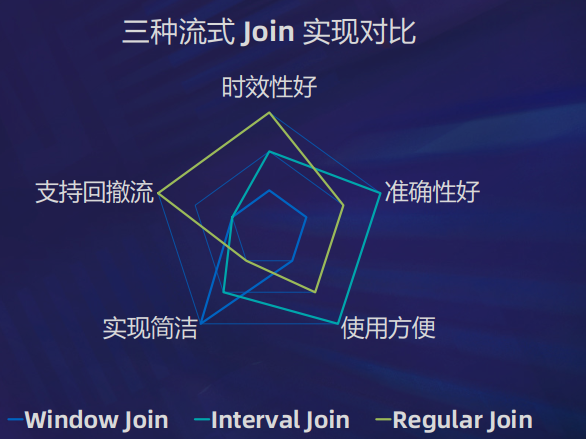 三种流式 Join 实现对比
时效性好
支持回撤流
准确性好
实现简洁
使用方便
Window Join
Interval Join
Regular Join